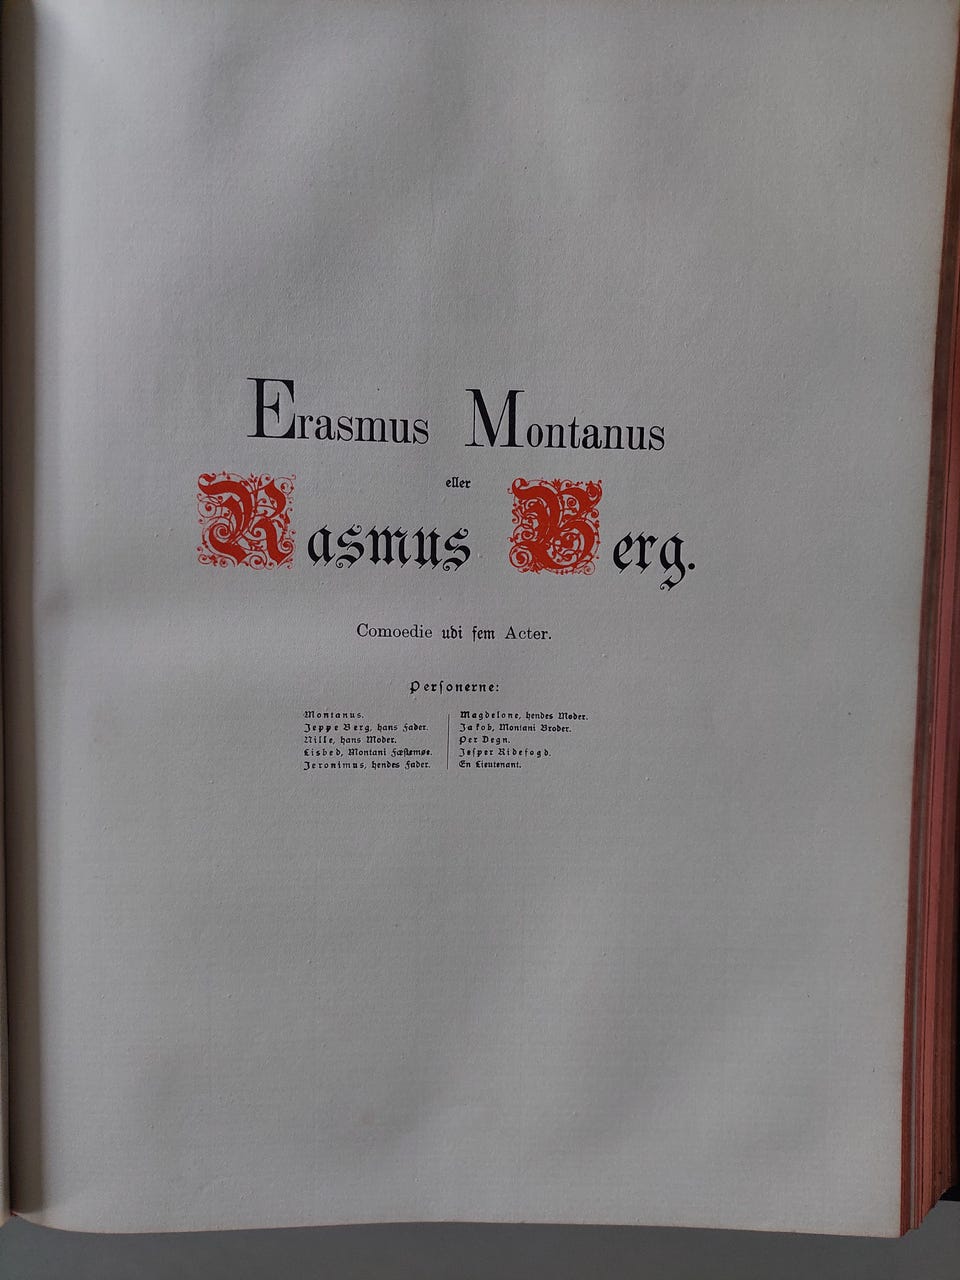 Erasmus Montanus
eller
Rasmus Berg.
Comoedie udi fem Acter.
Personerne:
Montanus.
Jeppe Berg, hans Fader.
Nille, hans Moder.
Lisbed, Montani Fæstemøe.
Jeronimus, hendes Fader.
Magdelone, hendes Moder.
Jakob, Montani Broder.
Per Degn.
Jesper Ridefogd.
En Lieutenant.